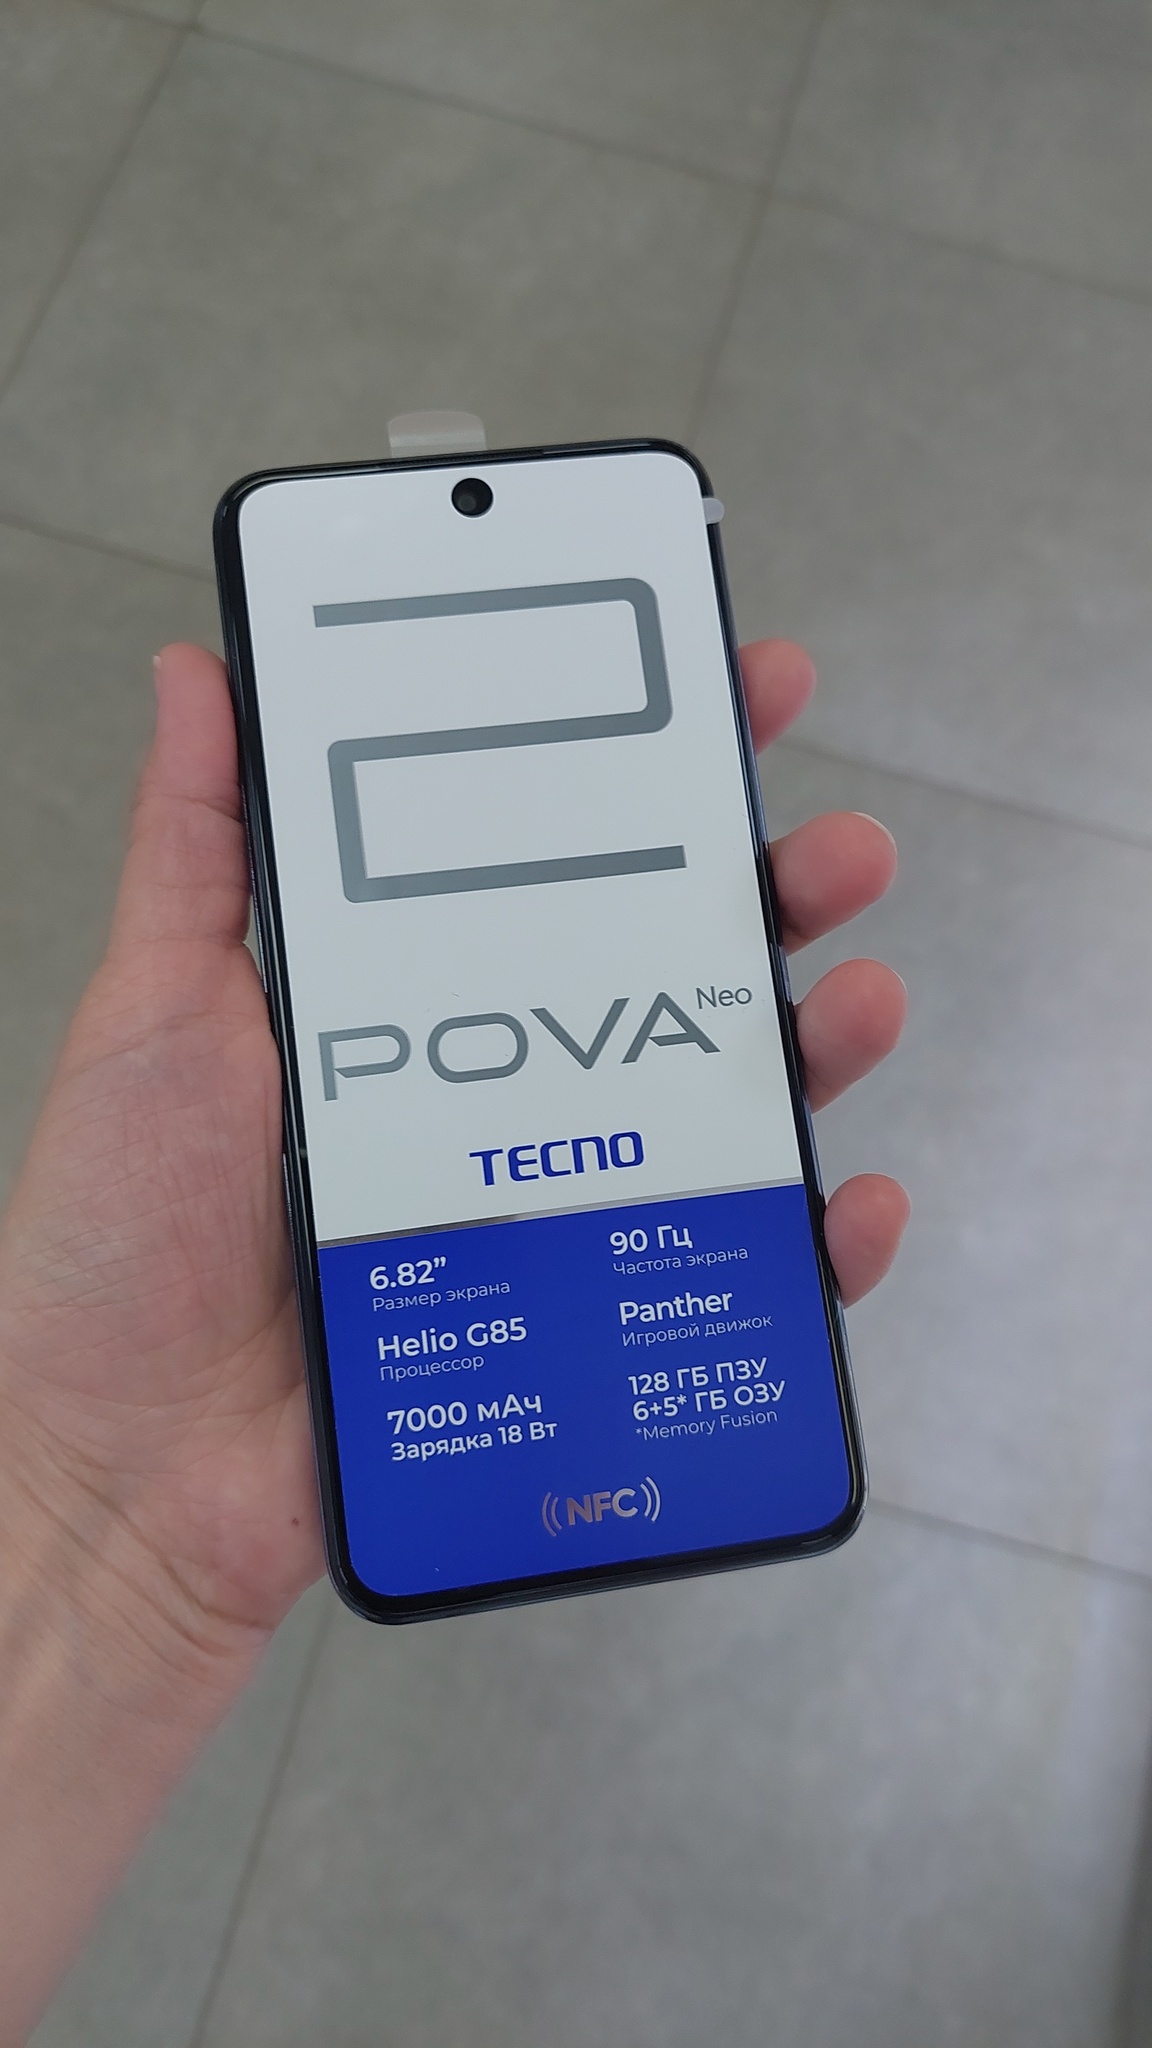 2
POVA Neo
TECNO
6.82”
Размер экрана
Helio G85
Процессор
7000 мАч
Зарядка 18 Вт
90 Гц
Частота экрана
Panther
Игровой движок
128 ГБ ПЗУ
6+5* ГБ ОЗУ
*Memory Fusion
((NFC))